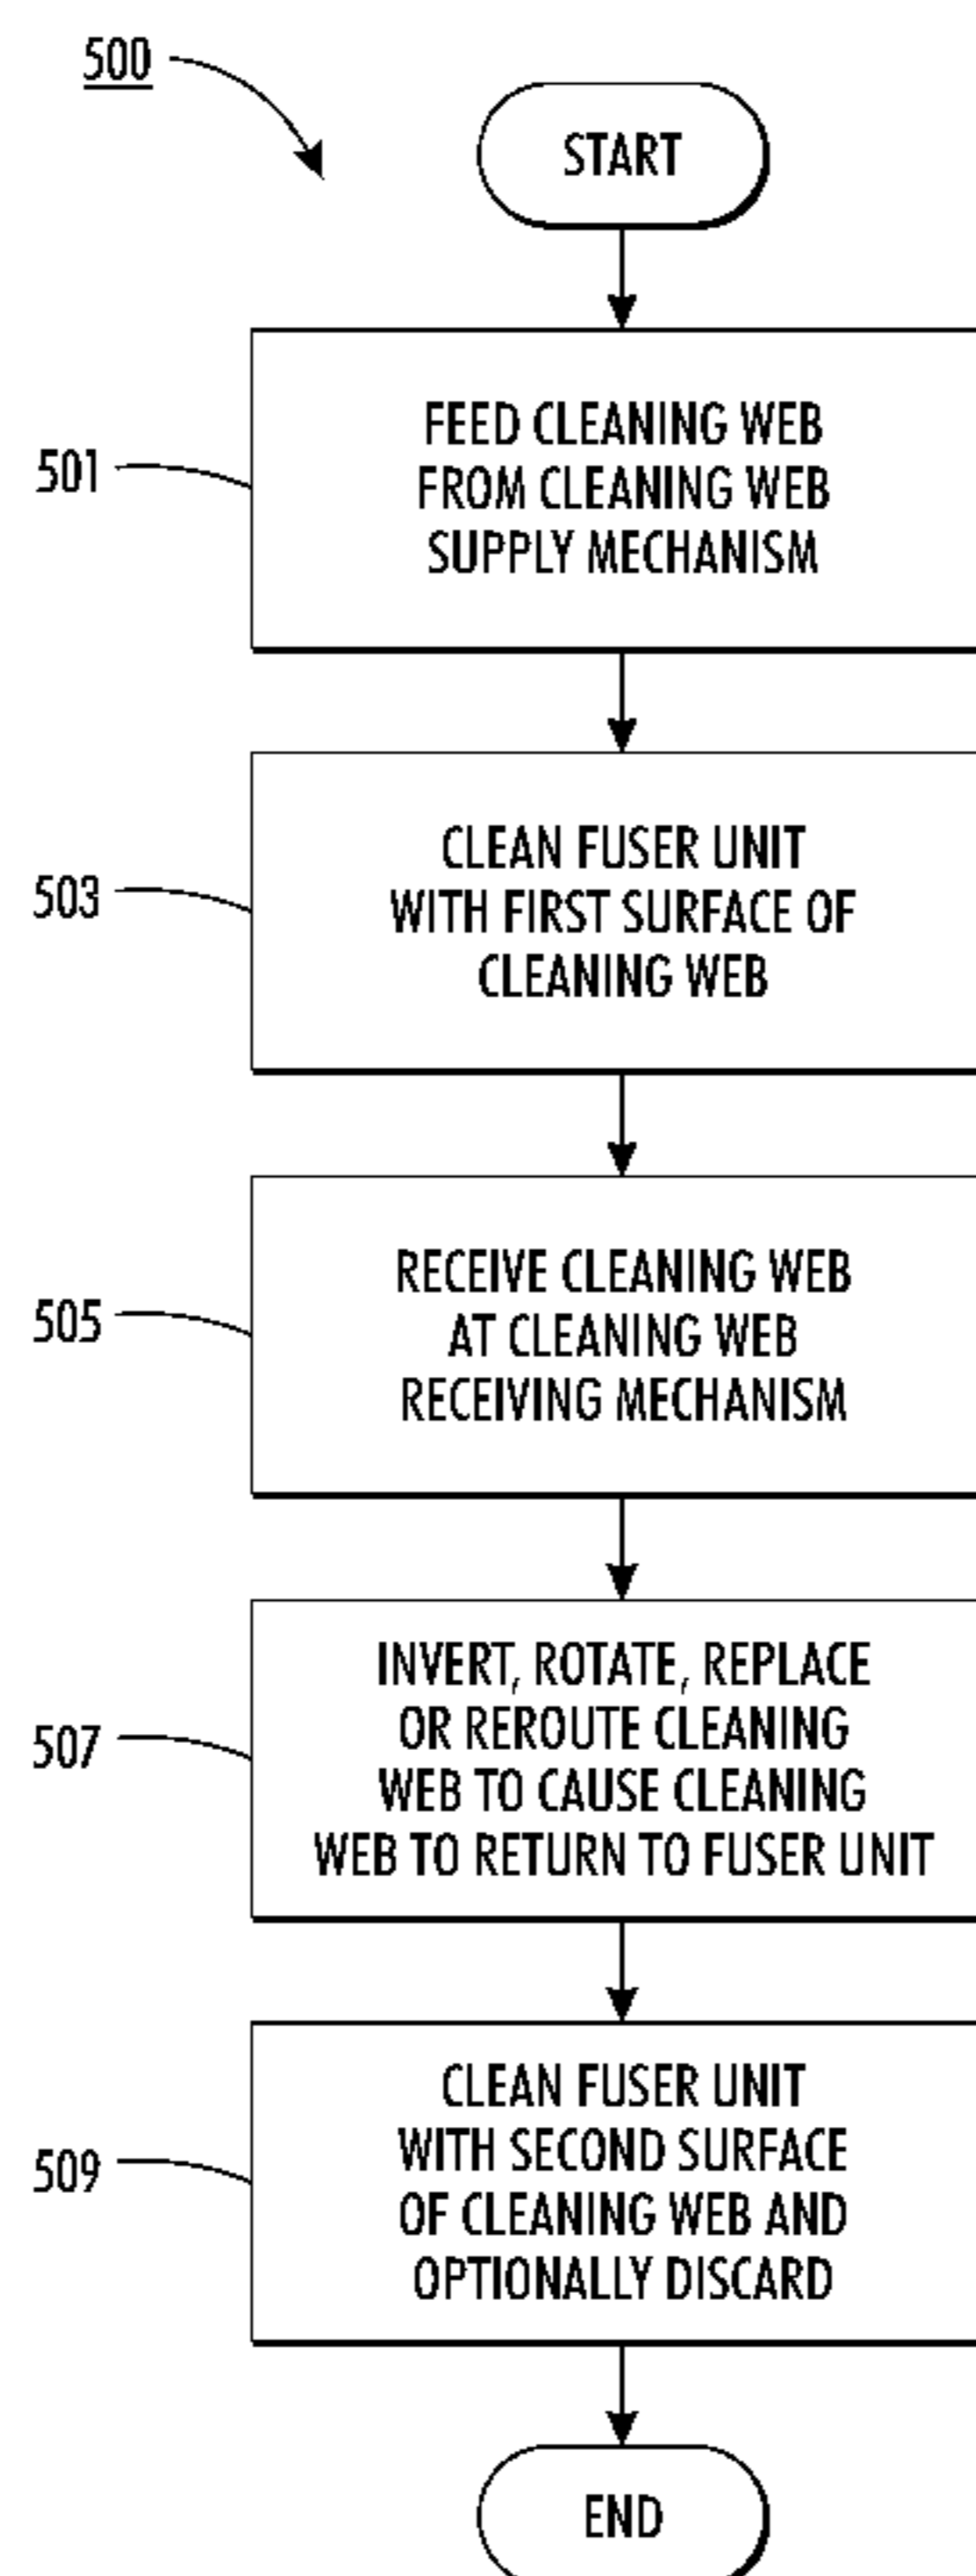 500
START
501
FEED CLEANING WEB
FROM CLEANING WEB
SUPPLY MECHANISM
503
CLEAN FUSER UNIT
WITH FIRST SURFACE OF
CLEANING WEB
505
RECEIVE CLEANING WEB
AT CLEANING WEB
RECEIVING MECHANISM
507
INVERT, ROTATE, REPLACE
OR REROUTE CLEANING
WEB TO CAUSE CLEANING
WEB TO RETURN TO FUSER UNIT
509
CLEAN FUSER UNIT
WITH SECOND SURFACE
OF CLEANING WEB AND
OPTIONALLY DISCARD
END